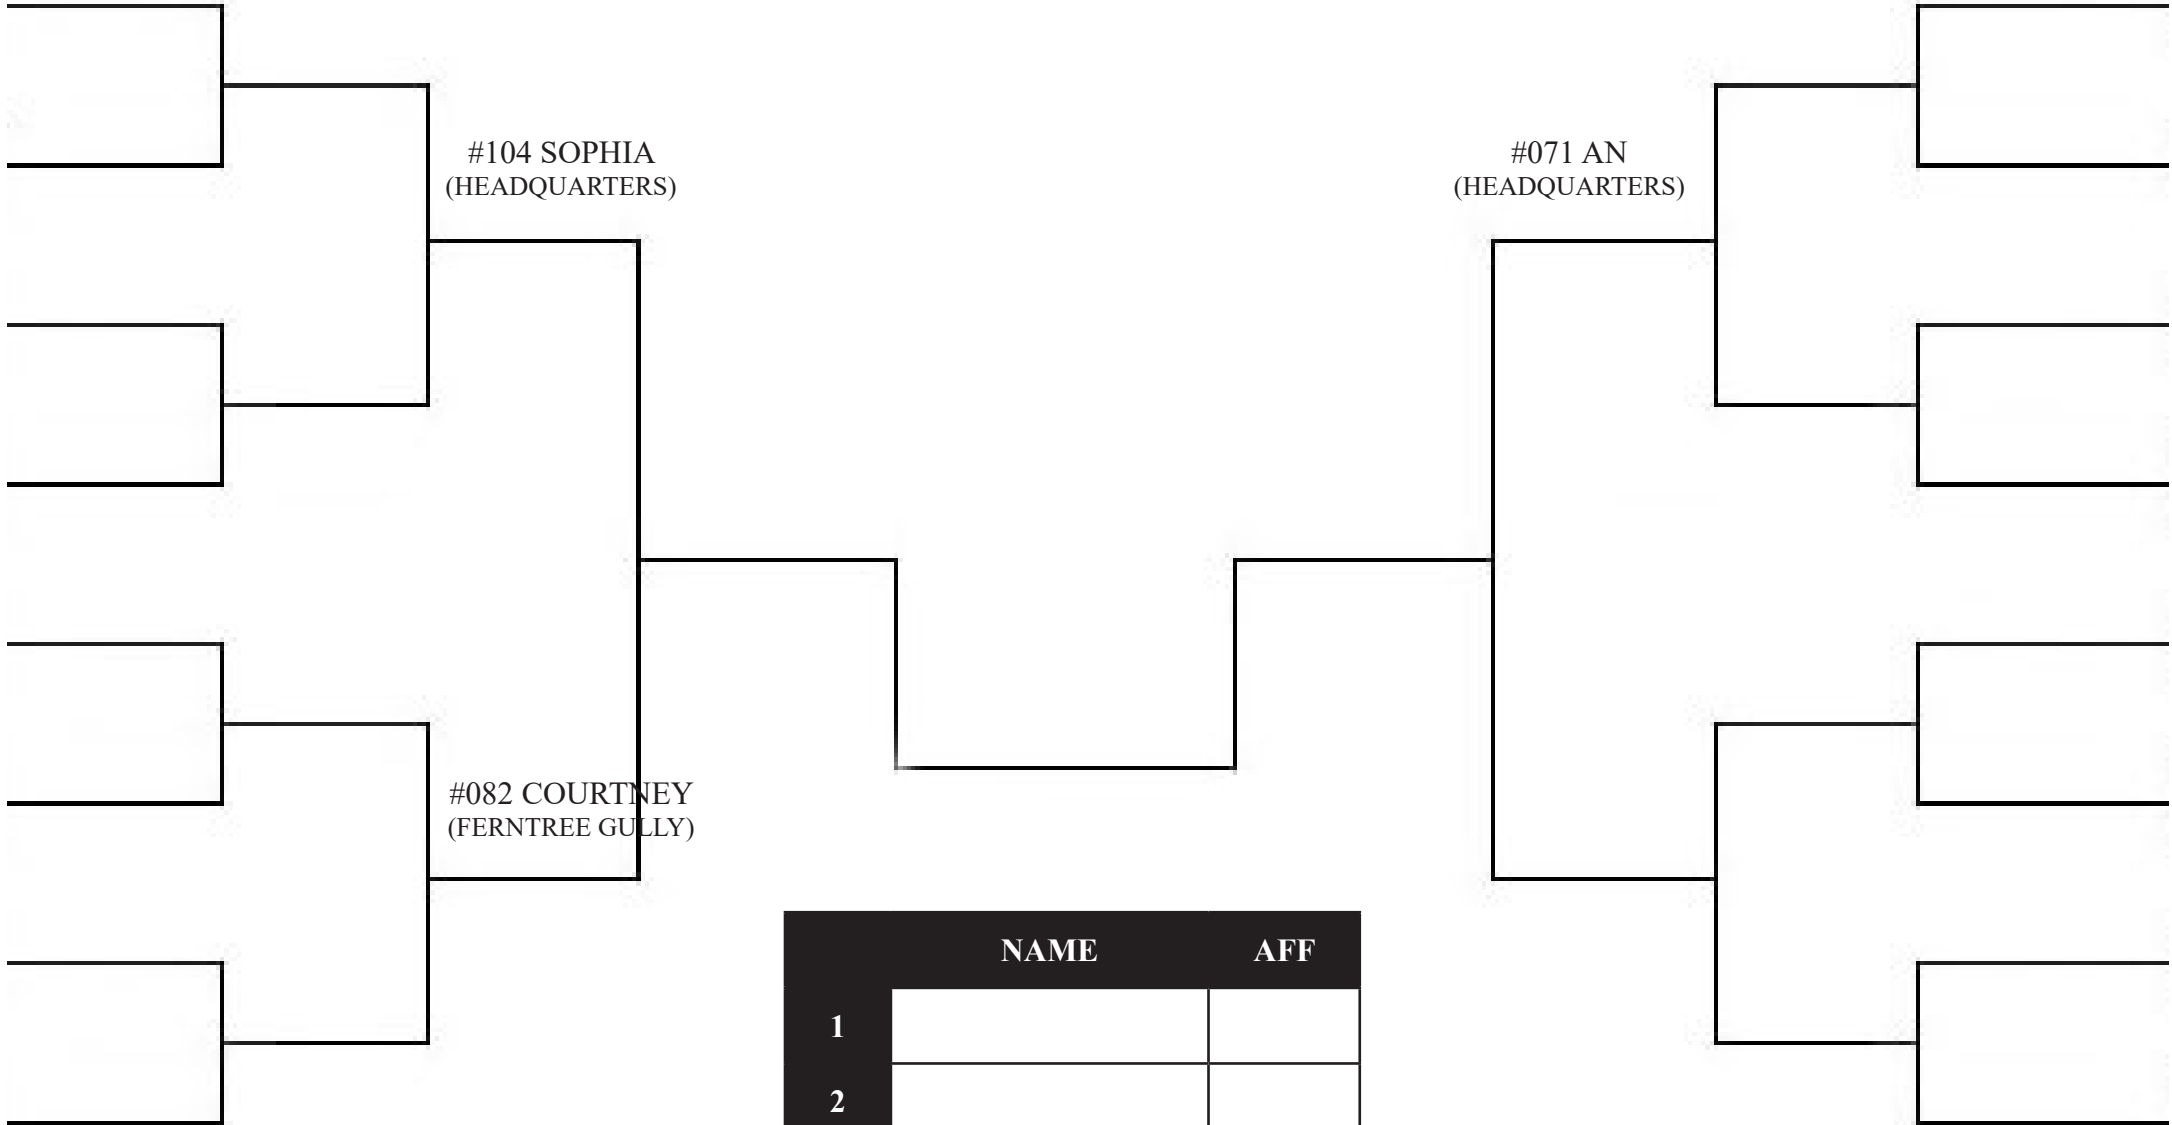 #104 SOPHIA
(HEADQUARTERS)
#071 AN
(HEADQUARTERS)
#082 COURTNEY
(FERNTREE GULLY)
NAME AFF
1
2